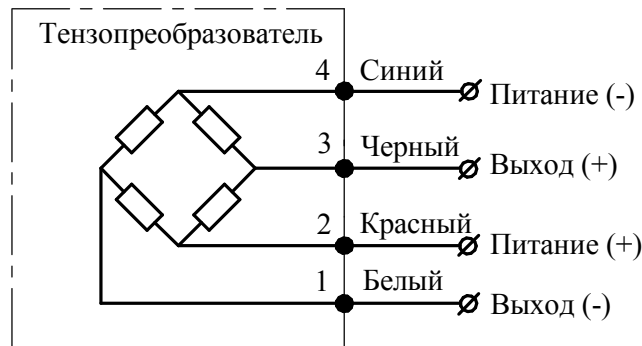 Тензопреобразователь
4 Синий Питание (-)
3 Черный Выход (+)
2 Красный Питание (+)
1 Белый Выход (-)